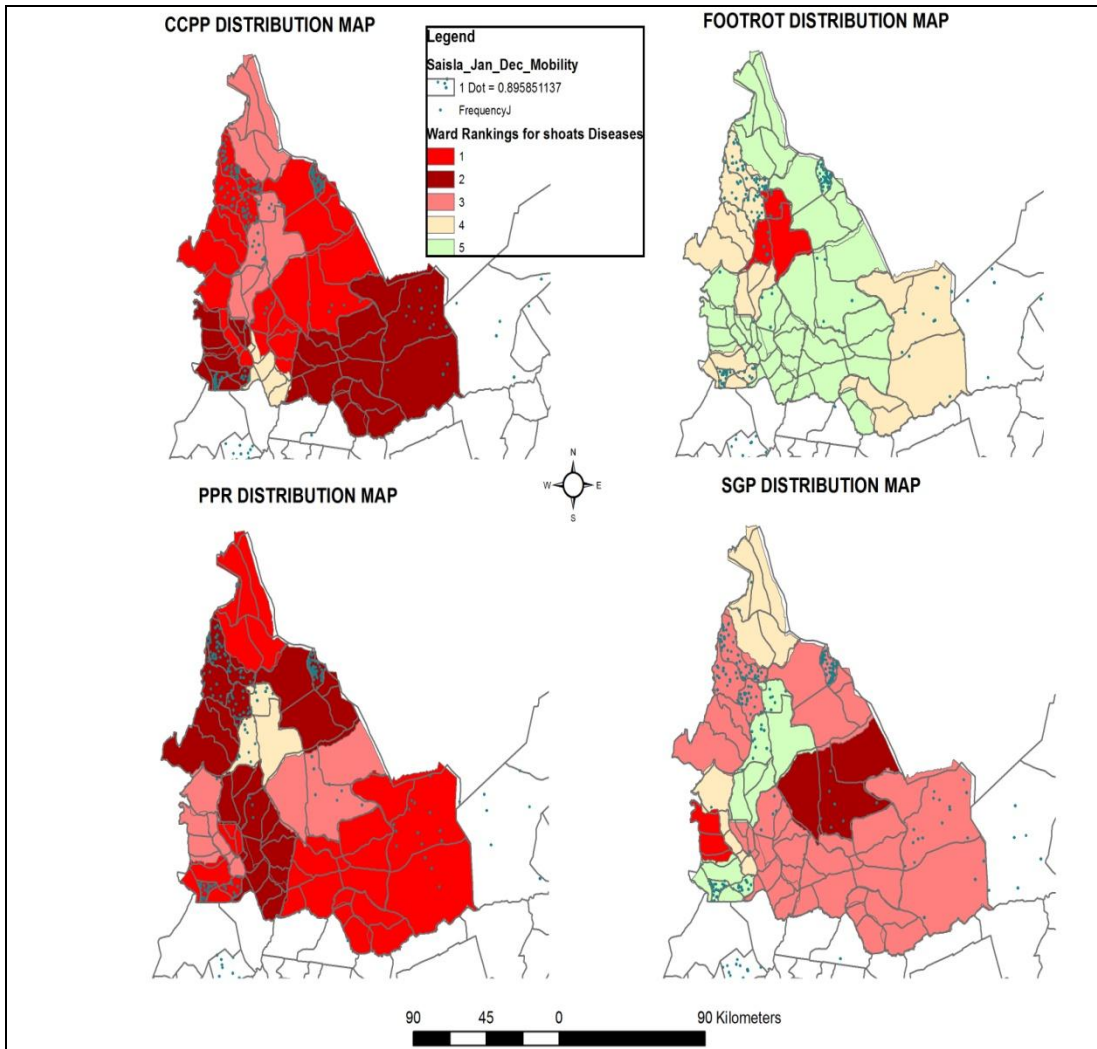 CCPP DISTRIBUTION MAP
FOOTROT DISTRIBUTION MAP
Legend
Saisla_Jan_Dec_Mobility
1 Dot = 0.895851137
FrequencyJ
Ward Rankings for shoats Diseases
1
2
3
4
5
N
W E
S
PPR DISTRIBUTION MAP
SGP DISTRIBUTION MAP
90 45 0 90 Kilometers